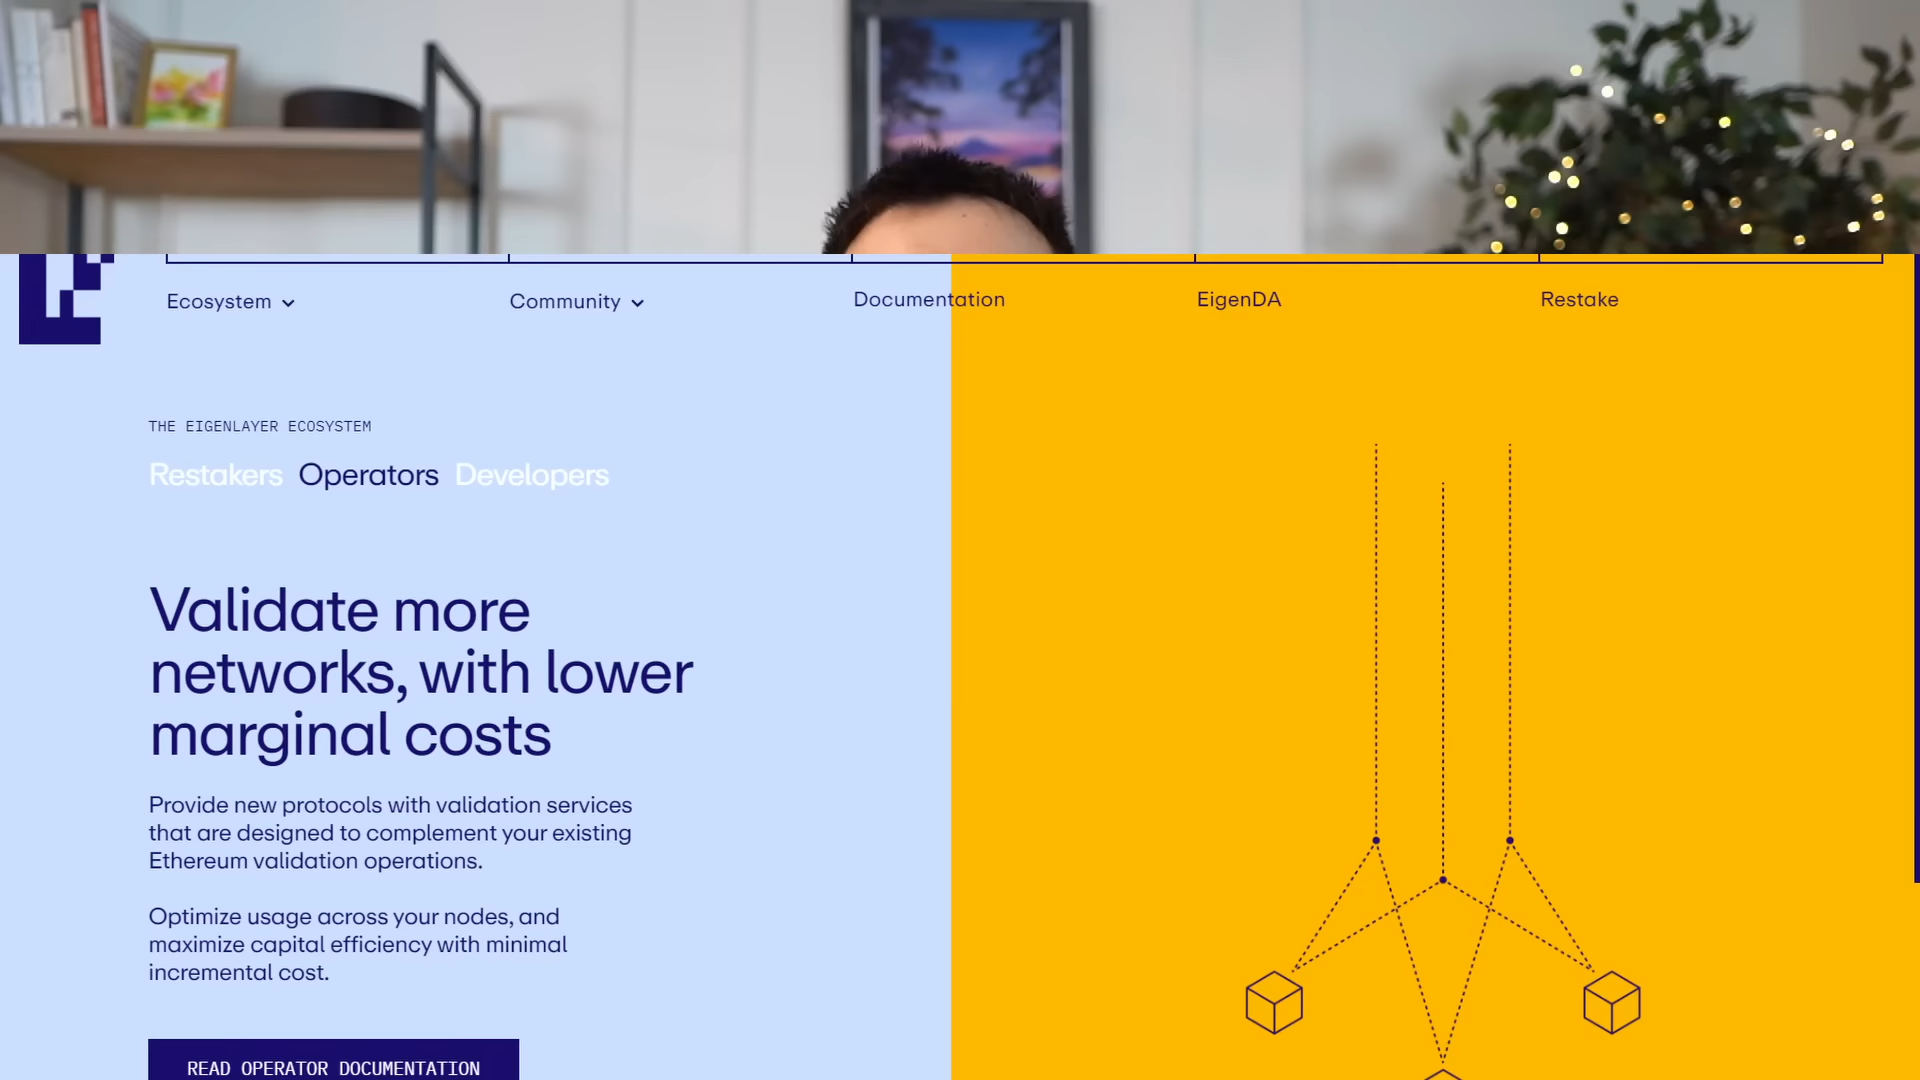 Ecosystem
Community
Documentation
EigenDA
Restake
THE EIGENLAYER ECOSYSTEM
Restakers Operators Developers
Validate more
networks, with lower
marginal costs
Provide new protocols with validation services
that are designed to complement your existing
Ethereum validation operations.
Optimize usage across your nodes, and
maximize capital efficiency with minimal
incremental cost.
READ OPERATOR DOCUMENTATION